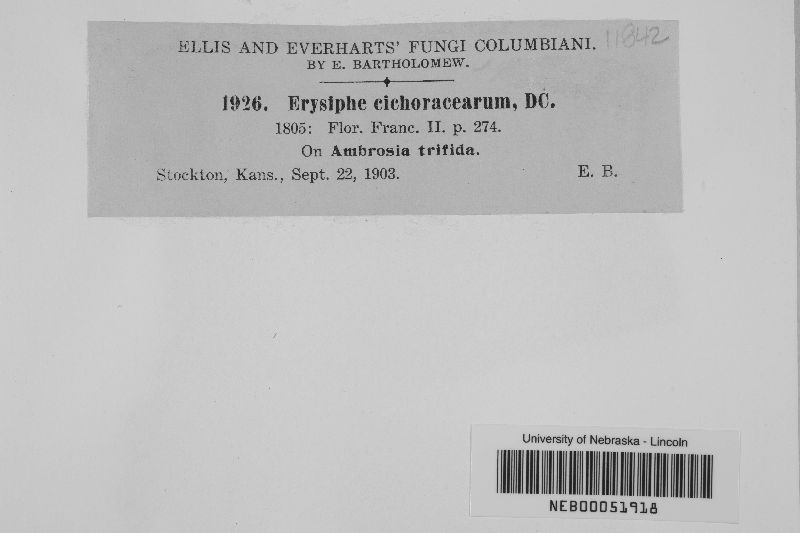 ELLIS AND EVERHARTS' FUNGI COLUMBIANI. 11842
BY E. BARTHOLOMEW.
1926. Erysiphe cichoracearum, DC.
1805: Flor. Franc. II. p. 274.
On Ambrosia trifida.
Stockton, Kans., Sept. 22, 1903. E. B.
University of Nebraska - Lincoln
NEB00051918